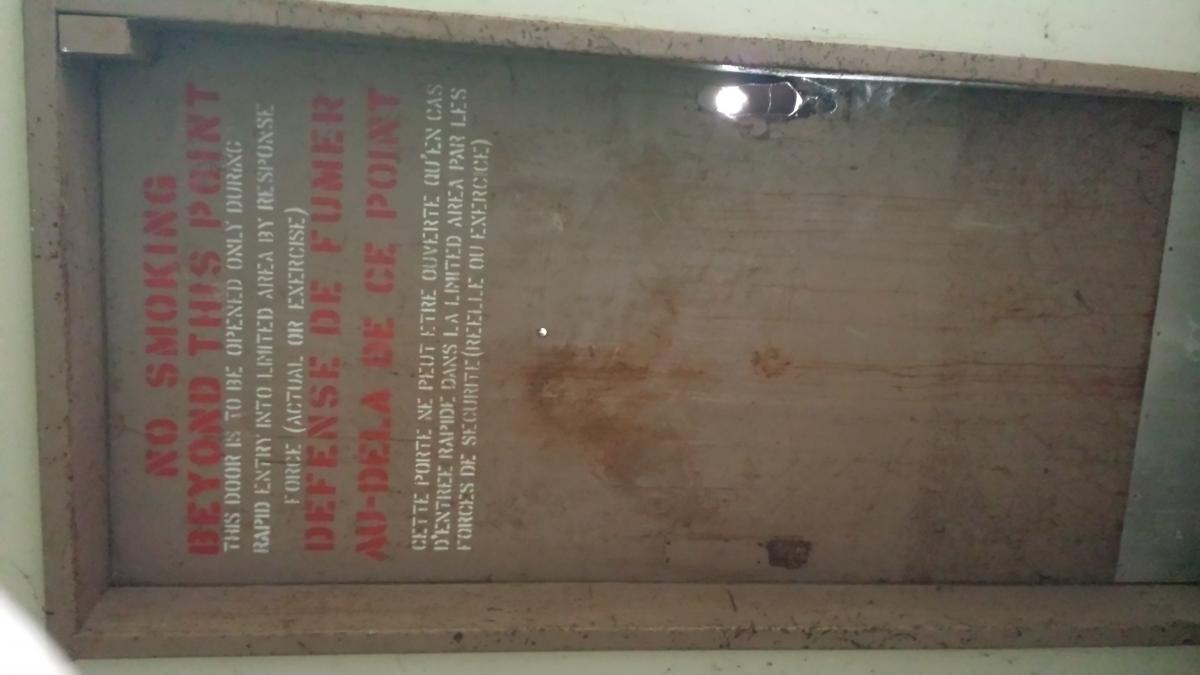 NO SMOKING
BEYOND THIS POINT
THIS DOOR IS TO BE OPENED ONLY DURING
RAPID ENTRY INTO LIMITED AREA BY RESPONSE
FORCE (ACTUAL OR EXERCISE)
DEFENSE DE FUMER
AU-DELA DE CE POINT
CETTE PORTE NE PEUT ETRE OUVERTE QU'EN CAS
D'ENTREE RAPIDE DANS LA LIMITED AREA PAR LES
FORCES DE SECURITE(REELLE OU EXERCICE)